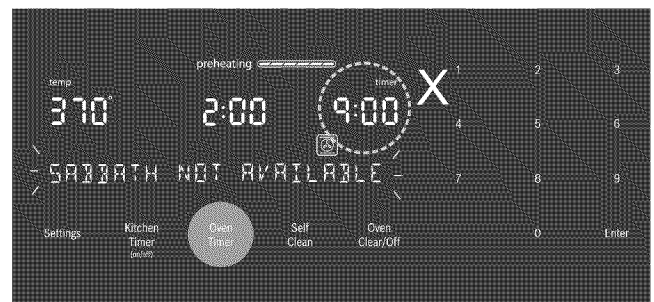 preheating
temp
timer
370°
2:00
9:00
X
SABBATH NOT AVAILABLE
1 2 3
4 5 6
7 8 9
0 Enter
Settings
Kitchen
Timer
(on/off)
Oven
Timer
Self
Clean
Oven
Clear/Off